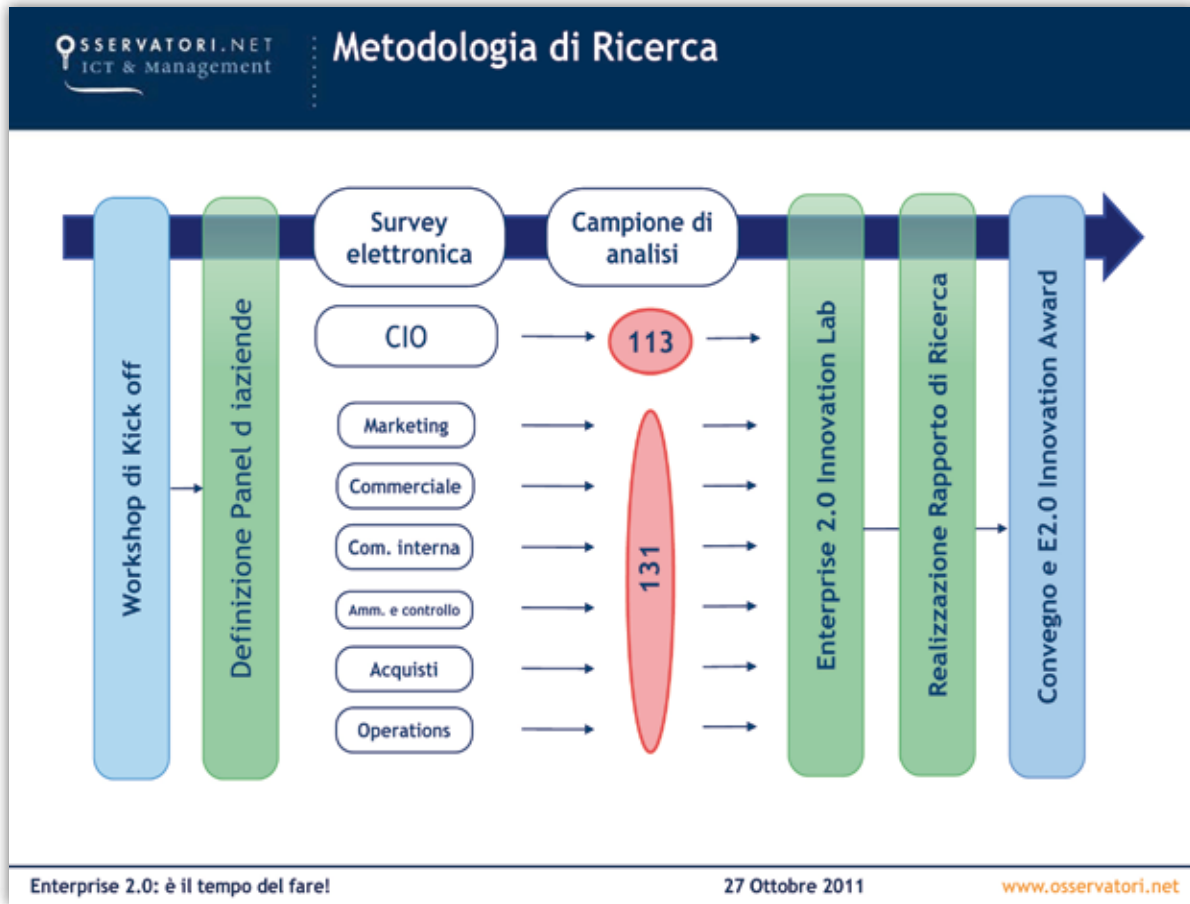 OSSERVATORI.NET
ICT & Management
Metodologia di Ricerca
Workshop di Kick off
Definizione Panel d iaziende
Survey
elettronica
Campione di
analisi
CIO
113
Marketing
Commerciale
Com. interna
Amm. e controllo
Acquisti
Operations
131
Enterprise 2.0 Innovation Lab
Realizzazione Rapporto di Ricerca
Convegno e E2.0 Innovation Award
Enterprise 2.0: è il tempo del fare!
27 Ottobre 2011
www.osservatori.net